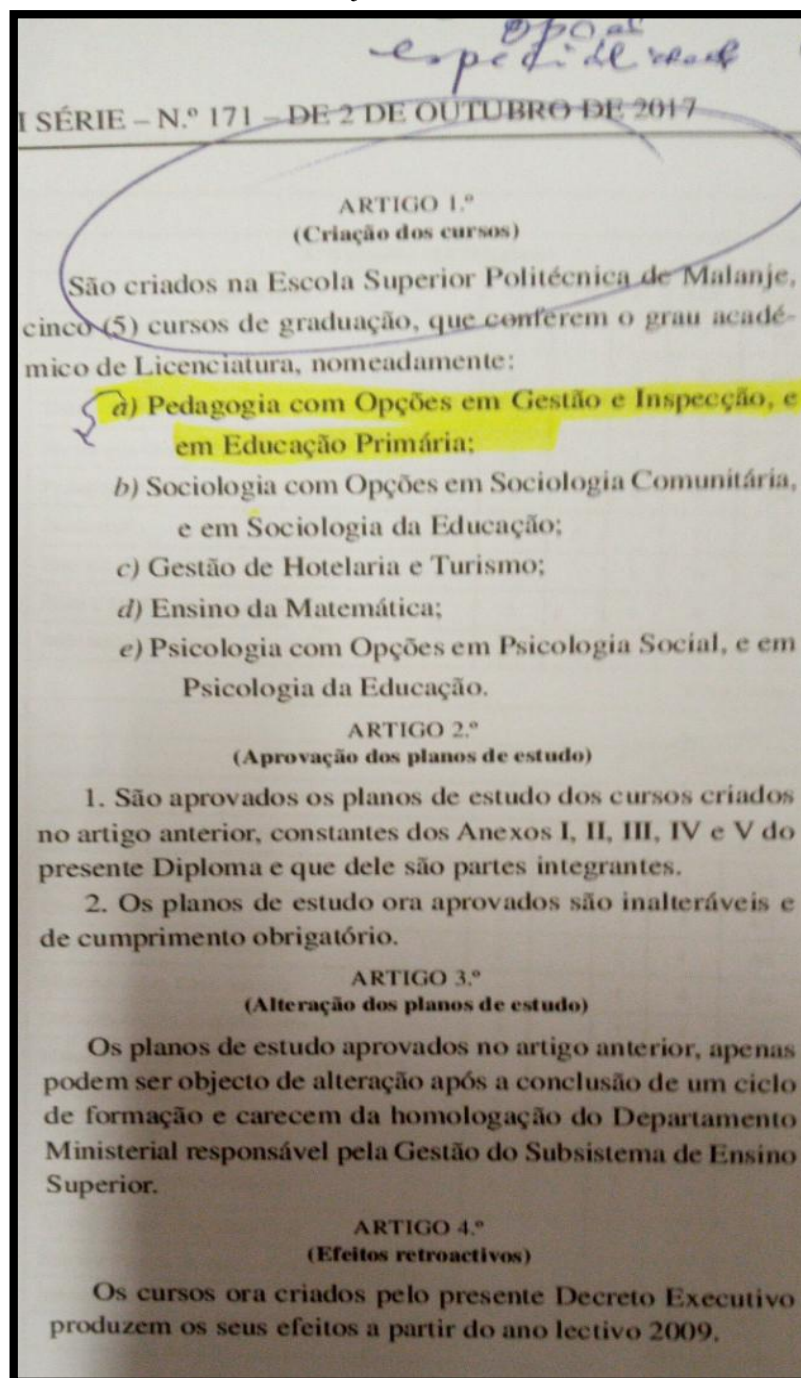 I SÉRIE – N.º 171 – DE 2 DE OUTUBRO DE 2017
ARTIGO 1.º
(Criação dos cursos)
São criados na Escola Superior Politécnica de Malanje,
cinco (5) cursos de graduação, que conferem o grau acadé-
mico de Licenciatura, nomeadamente:
a) Pedagogia com Opções em Gestão e Inspecção, e
em Educação Primária;
b) Sociologia com Opções em Sociologia Comunitária,
e em Sociologia da Educação;
c) Gestão de Hotelaria e Turismo;
d) Ensino da Matemática;
e) Psicologia com Opções em Psicologia Social, e em
Psicologia da Educação.
ARTIGO 2.º
(Aprovação dos planos de estudo)
1. São aprovados os planos de estudo dos cursos criados
no artigo anterior, constantes dos Anexos I, II, III, IV e V do
presente Diploma e que dele são partes integrantes.
2. Os planos de estudo ora aprovados são inalteráveis e
de cumprimento obrigatório.
ARTIGO 3.º
(Alteração dos planos de estudo)
Os planos de estudo aprovados no artigo anterior, apenas
podem ser objecto de alteração após a conclusão de um ciclo
de formação e carecem da homologação do Departamento
Ministerial responsável pela Gestão do Subsistema de Ensino
Superior.
ARTIGO 4.º
(Efeitos retroactivos)
Os cursos ora criados pelo presente Decreto Executivo
produzem os seus efeitos a partir do ano lectivo 2009.